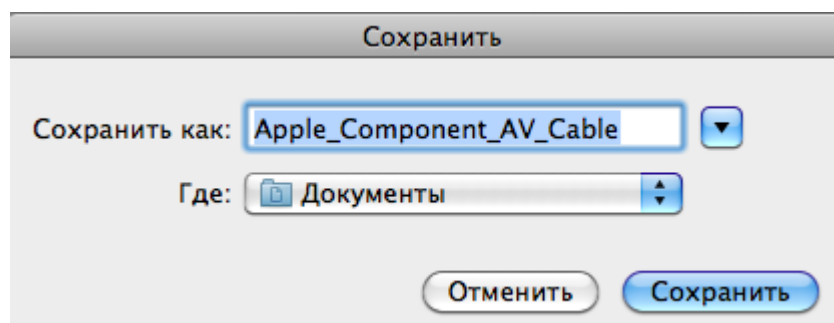 Сохранить
Сохранить как: Apple_Component_AV_Cable
Где: Документы
Отменить Сохранить